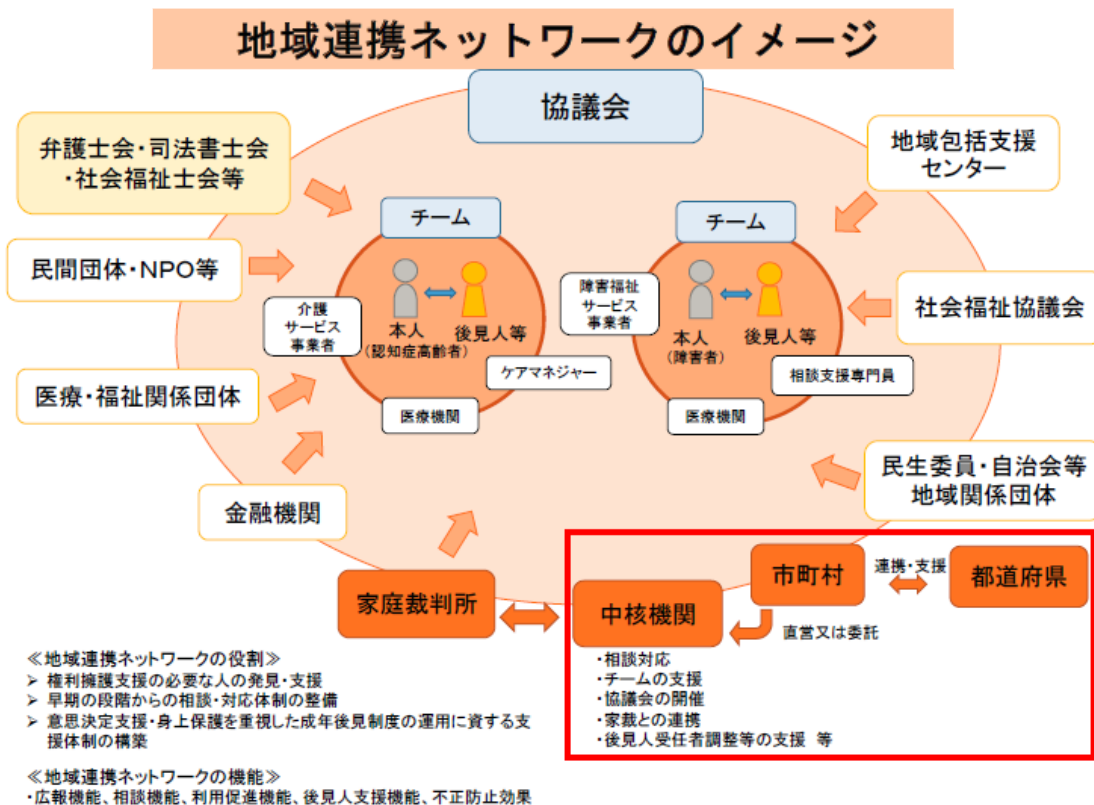 地域連携ネットワークのイメージ
協議会
弁護士会・司法書士会
・社会福祉士会等
地域包括支援
センター
チーム
チーム
民間団体・NPO等
介護
サービス
事業者
本人
(認知症高齢者)
後見人等
ケアマネジャー
医療機関
障害福祉
サービス
事業者
本人
(障害者)
後見人等
相談支援専門員
医療機関
社会福祉協議会
医療・福祉関係団体
民生委員・自治会等
地域関係団体
金融機関
家庭裁判所
中核機関
市町村
連携・支援
都道府県
直営又は委託
・相談対応
・チームの支援
・協議会の開催
・家裁との連携
・後見人受任者調整等の支援 等
≪地域連携ネットワークの役割≫
➢ 権利擁護支援の必要な人の発見・支援
➢ 早期の段階からの相談・対応体制の整備
➢ 意思決定支援・身上保護を重視した成年後見制度の運用に資する支
援体制の構築
≪地域連携ネットワークの機能≫
・広報機能、相談機能、利用促進機能、後見人支援機能、不正防止効果